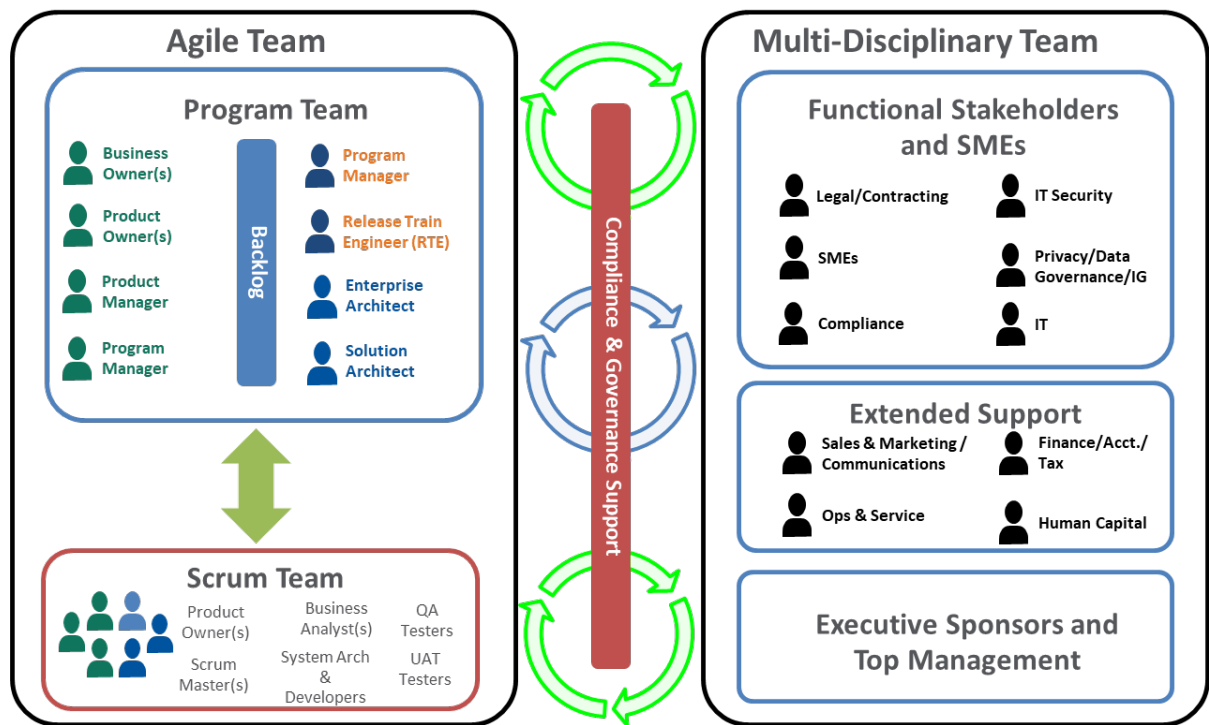 Agile Team
Program Team
Business
Owner(s)
Product
Owner(s)
Product
Manager
Program
Manager
Backlog
Program
Manager
Release Train
Engineer (RTE)
Enterprise
Architect
Solution
Architect
Scrum Team
Product
Owner(s)
Scrum
Master(s)
Business
Analyst(s)
System Arch
&
Developers
QA
Testers
UAT
Testers
Compliance & Governance Support
Multi-Disciplinary Team
Functional Stakeholders
and SMEs
Legal/Contracting
SMEs
Compliance
IT Security
Privacy/Data
Governance/IG
IT
Extended Support
Sales & Marketing /
Communications
Ops & Service
Finance/Acct./
Tax
Human Capital
Executive Sponsors and
Top Management